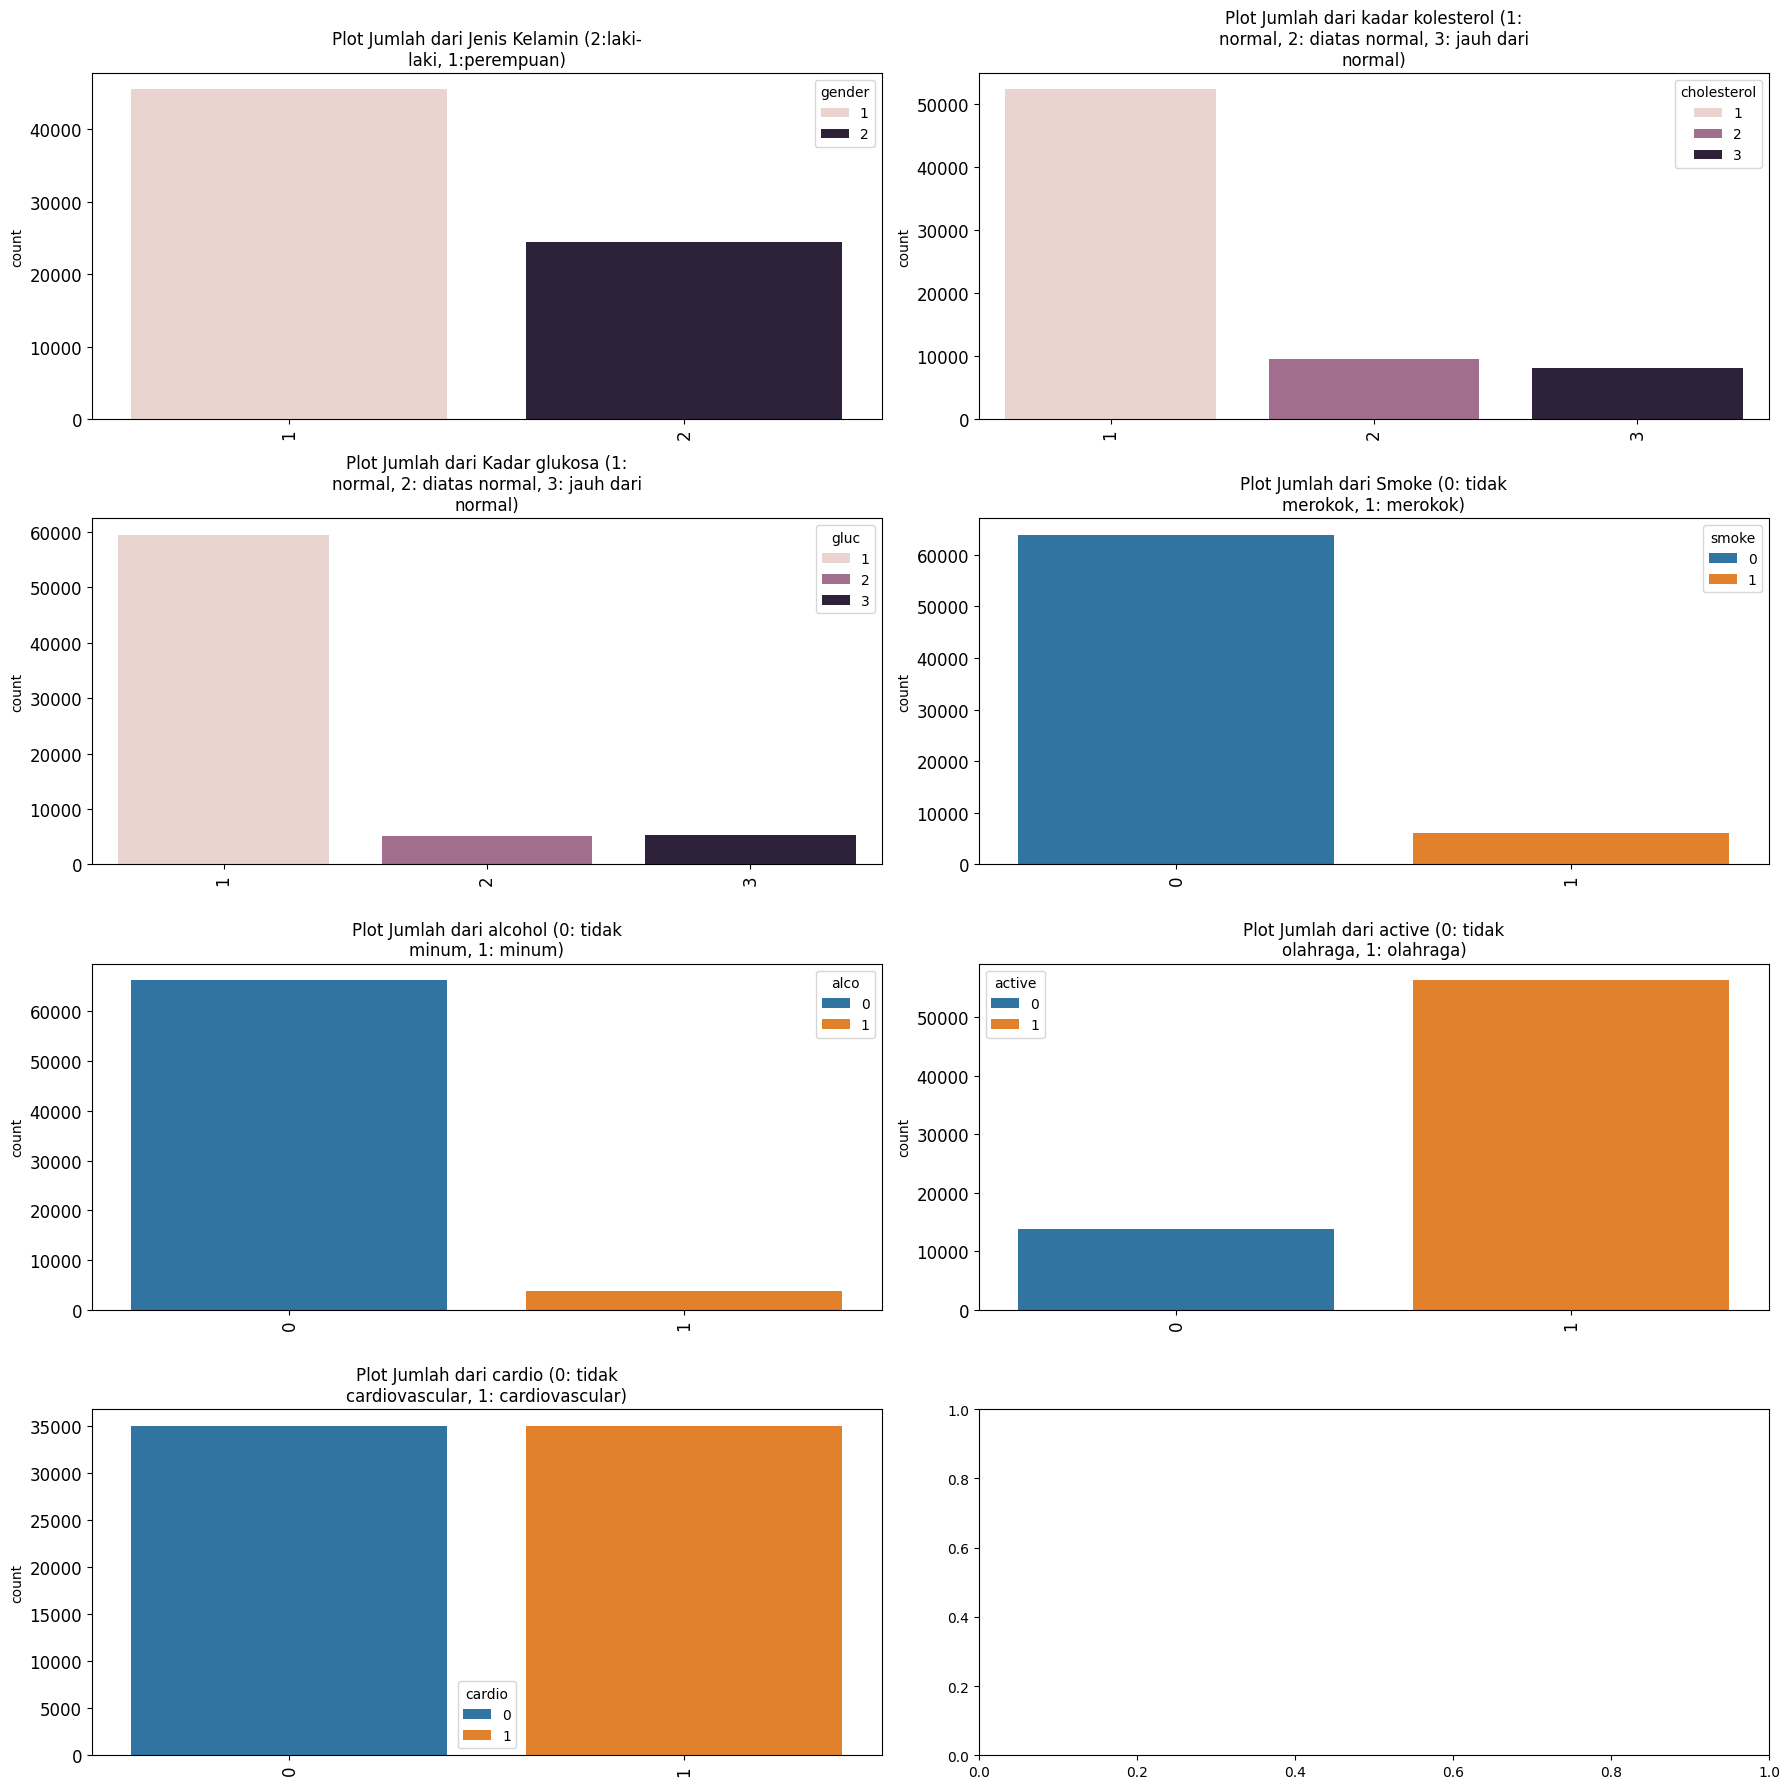 Plot Jumlah dari Jenis Kelamin (2:laki-
laki, 1:perempuan)
count
40000
30000
20000
10000
0
gender
1
2
1
2
Plot Jumlah dari kadar kolesterol (1:
normal, 2: diatas normal, 3: jauh dari
normal)
count
50000
40000
30000
20000
10000
0
cholesterol
1
2
3
1
2
3
Plot Jumlah dari Kadar glukosa (1:
normal, 2: diatas normal, 3: jauh dari
normal)
count
60000
50000
40000
30000
20000
10000
0
gluc
1
2
3
1
2
3
Plot Jumlah dari Smoke (0: tidak
merokok, 1: merokok)
count
60000
50000
40000
30000
20000
10000
0
smoke
0
1
0
1
Plot Jumlah dari alcohol (0: tidak
minum, 1: minum)
count
60000
50000
40000
30000
20000
10000
0
alco
0
1
0
1
Plot Jumlah dari active (0: tidak
olahraga, 1: olahraga)
count
50000
40000
30000
20000
10000
0
active
0
1
0
1
Plot Jumlah dari cardio (0: tidak
cardiovascular, 1: cardiovascular)
count
35000
30000
25000
20000
15000
10000
5000
0
cardio
0
1
0
1
1.0
0.8
0.6
0.4
0.2
0.0
0.0 0.2 0.4 0.6 0.8 1.0